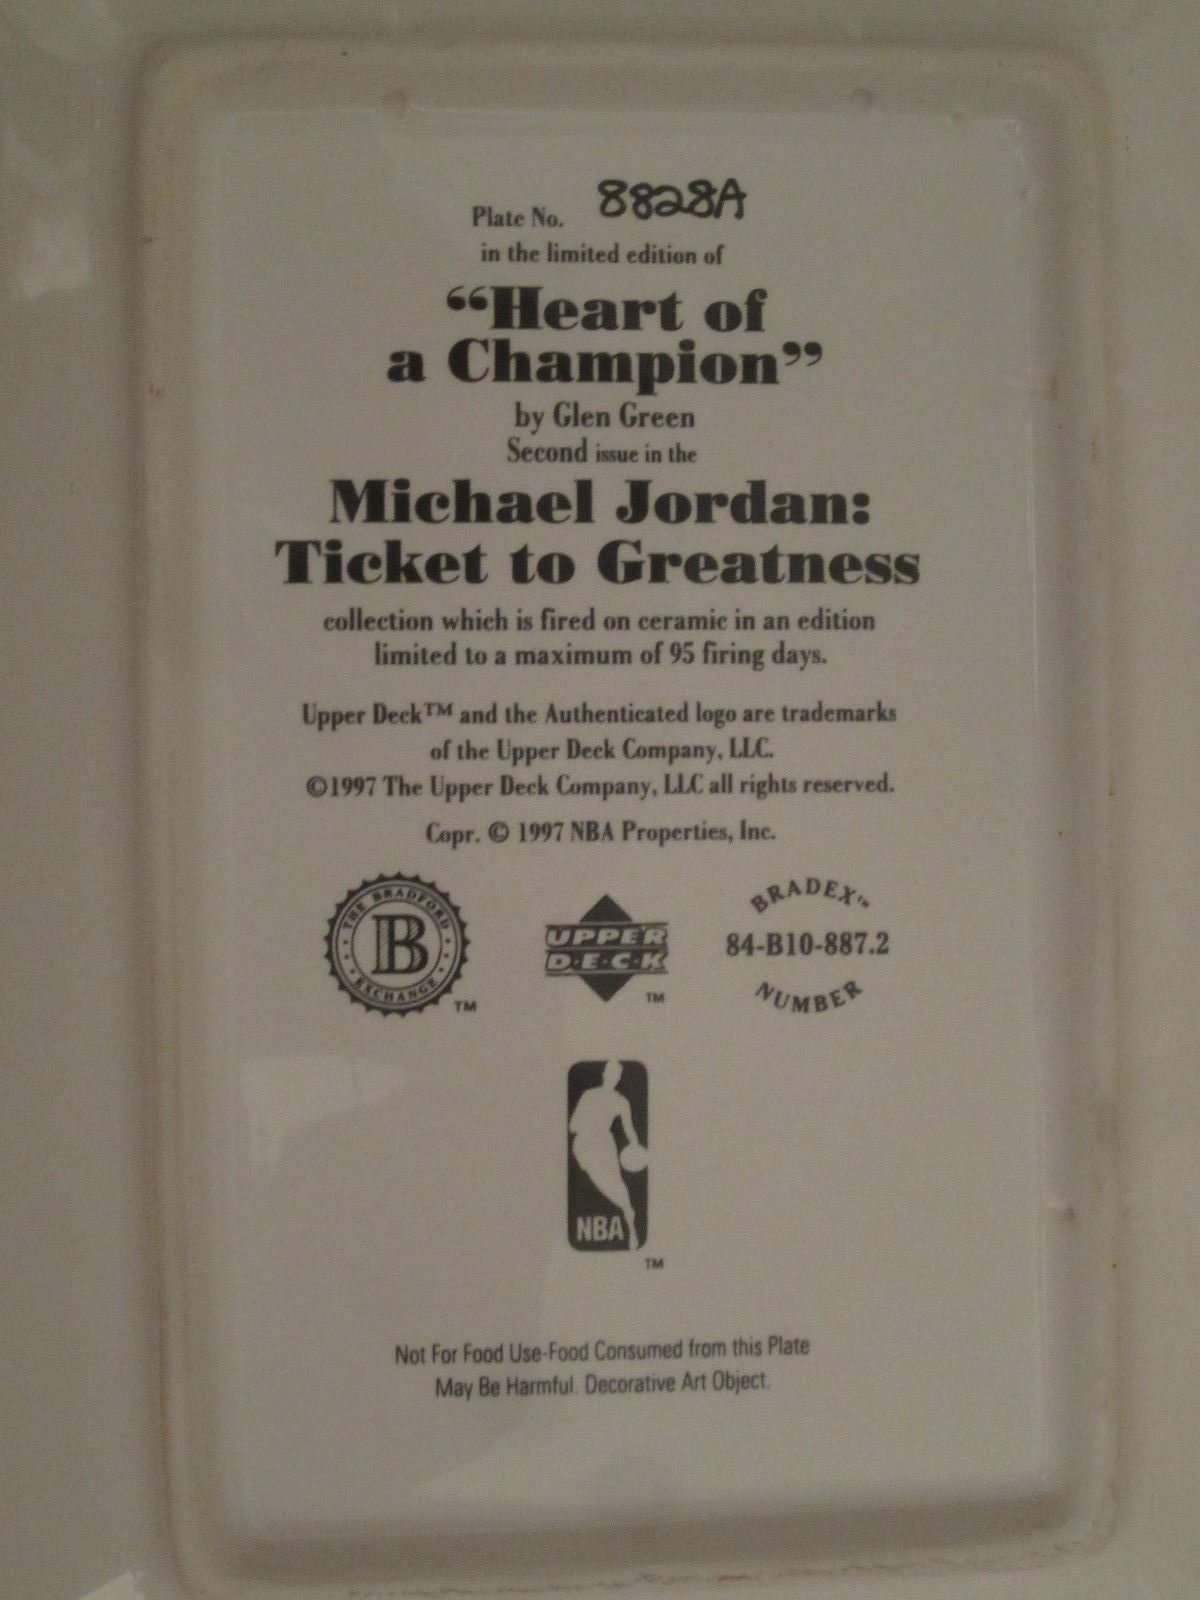 Plate No. 8828A
in the limited edition of
“Heart of
a Champion”
by Glen Green
Second issue in the
Michael Jordan:
Ticket to Greatness
collection which is fired on ceramic in an edition
limited to a maximum of 95 firing days.
Upper Deck™ and the Authenticated logo are trademarks
of the Upper Deck Company, LLC.
©1997 The Upper Deck Company, LLC all rights reserved.
Copr. © 1997 NBA Properties, Inc.
THE BRADFORD
B
EXCHANGE
™
UPPER
D·E·C·K
™
BRADEX™
84-B10-887.2
NUMBER
NBA
™
Not For Food Use-Food Consumed from this Plate
May Be Harmful. Decorative Art Object.